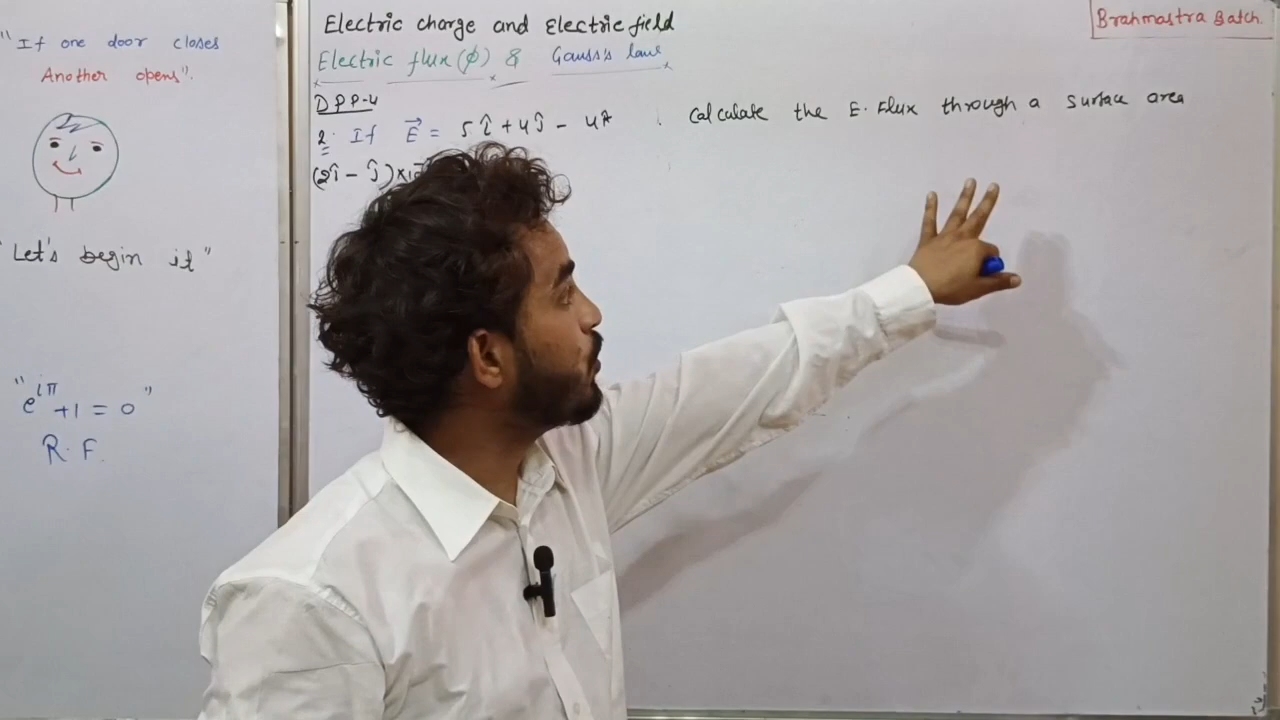 "If one door closes
Another opens".
"Let's begin it"
"e^iπ +1 = 0"
R.F.
Electric charge and Electric field
Brahmastra Batch.
Electric flux (φ) & Gauss's law
DPP-4
2. If E⃗ = 5î + 4ĵ - 4k̂ . Calculate the E. Flux through a surface area
(2î - ĵ) × 10